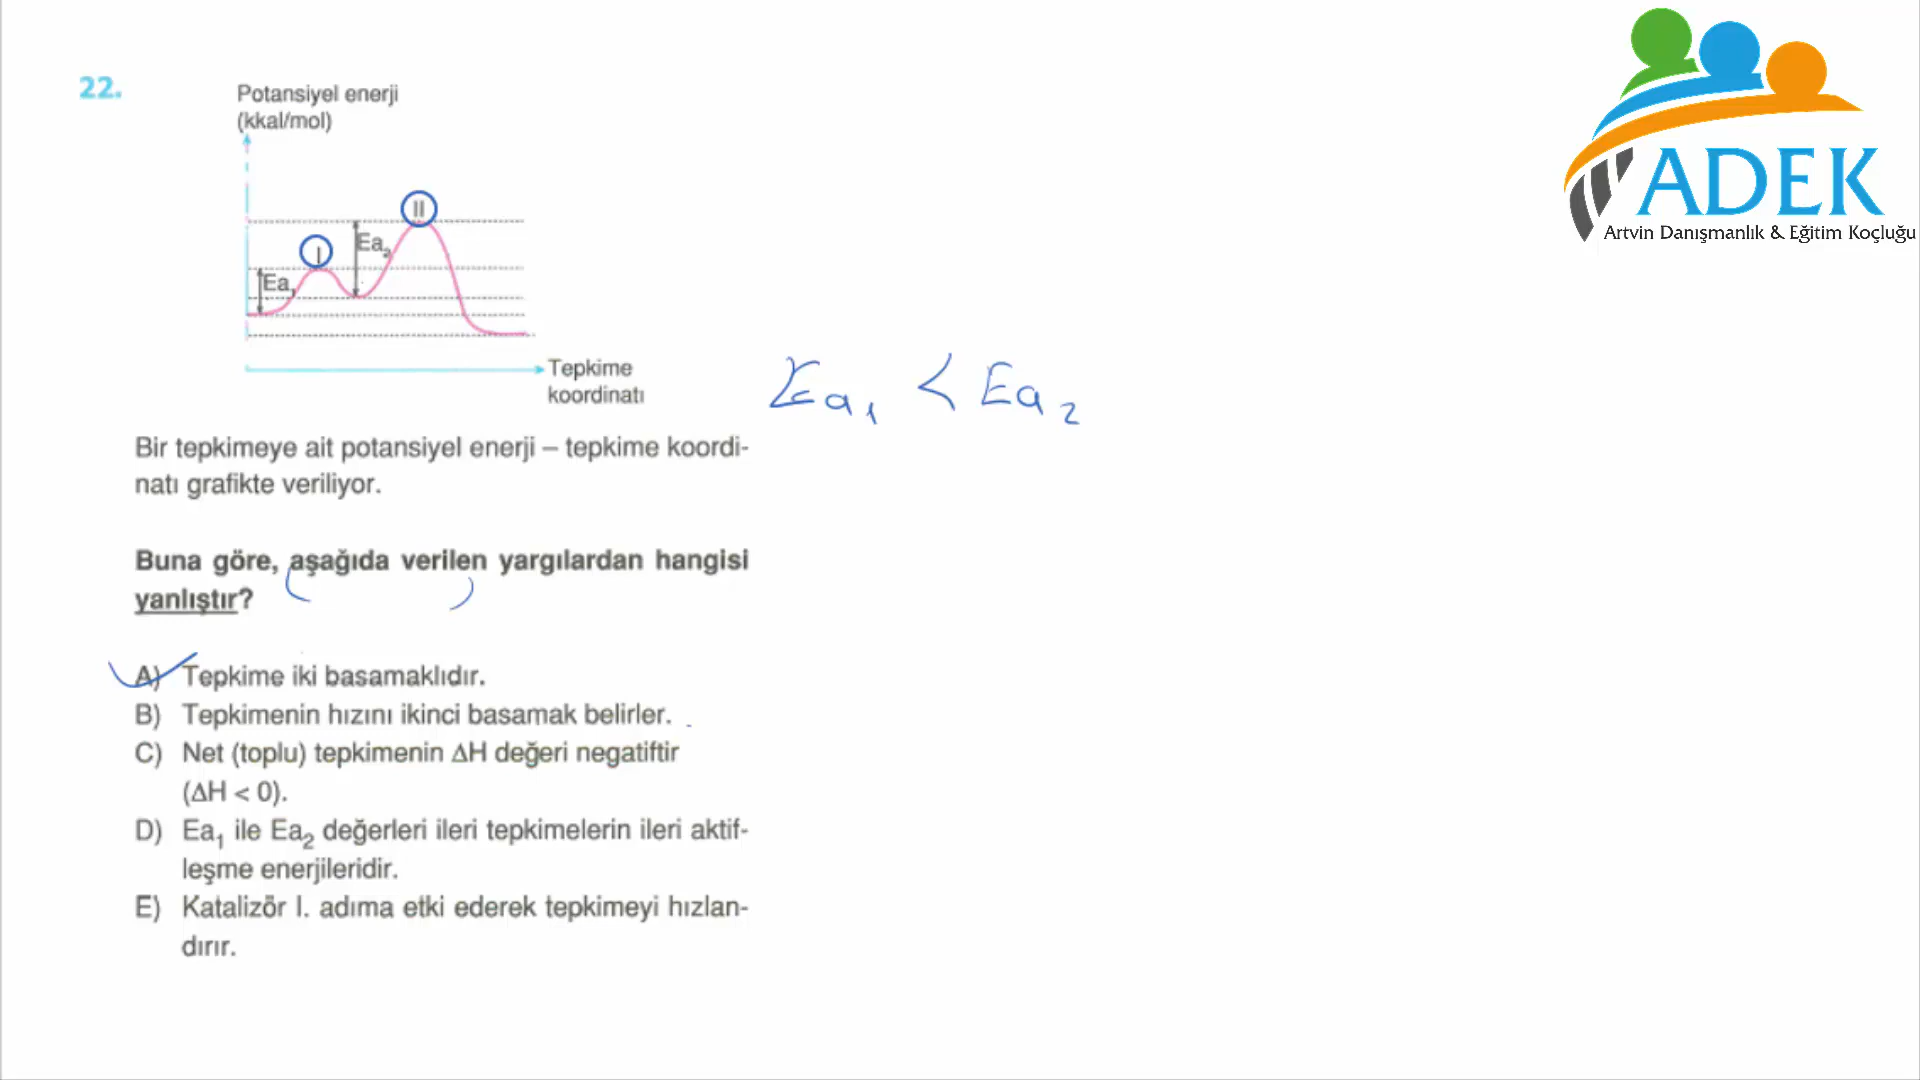 22.
Potansiyel enerji
(kkal/mol)
II
I
Ea₂
Ea₁
Tepkime
koordinatı
Ea₁ < Ea₂
Bir tepkimeye ait potansiyel enerji – tepkime koordi-
natı grafikte veriliyor.
Buna göre, aşağıda verilen yargılardan hangisi
yanlıştır?
A) Tepkime iki basamaklıdır.
B) Tepkimenin hızını ikinci basamak belirler.
C) Net (toplu) tepkimenin ΔH değeri negatiftir
(ΔH < 0).
D) Ea₁ ile Ea₂ değerleri ileri tepkimelerin ileri aktif-
leşme enerjileridir.
E) Katalizör I. adıma etki ederek tepkimeyi hızlan-
dırır.
ADEK
Artvin Danışmanlık & Eğitim Koçluğu